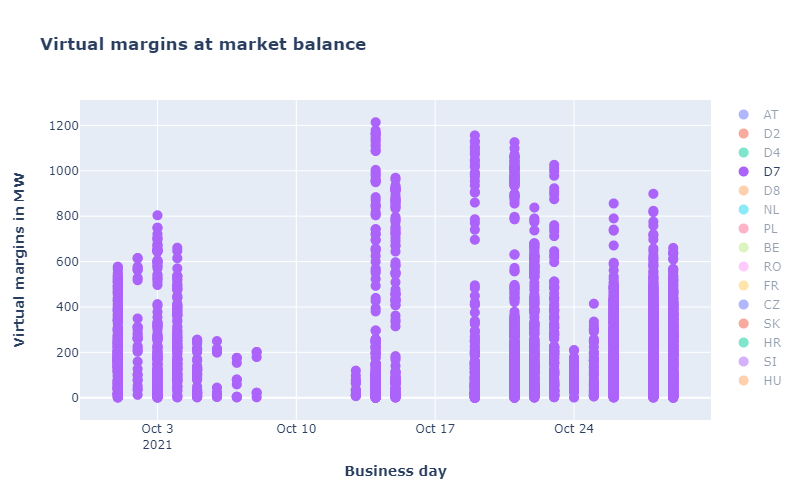 Virtual margins at market balance
Virtual margins in MW
1200
1000
800
600
400
200
0
Oct 3
2021
Oct 10
Oct 17
Oct 24
Business day
AT
D2
D4
D7
D8
NL
PL
BE
RO
FR
CZ
SK
HR
SI
HU